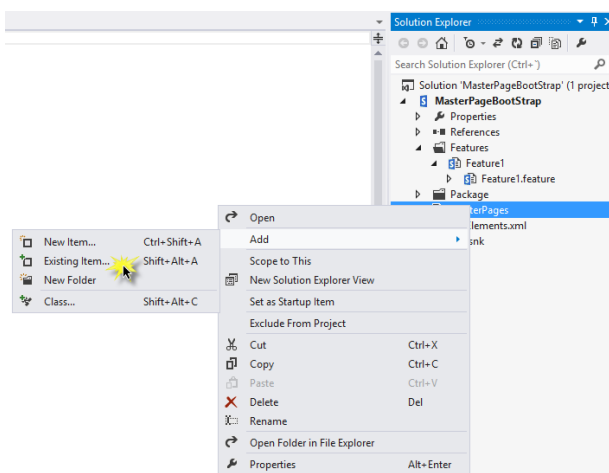 Solution Explorer
Search Solution Explorer (Ctrl+`)
Solution 'MasterPageBootStrap' (1 project
MasterPageBootStrap
Properties
References
Features
Feature1
Feature1.feature
Package
terPages
lements.xml
snk
Open
Add
Scope to This
New Solution Explorer View
Set as Startup Item
Exclude From Project
Cut Ctrl+X
Copy Ctrl+C
Paste Ctrl+V
Delete Del
Rename
Open Folder in File Explorer
Properties Alt+Enter
New Item... Ctrl+Shift+A
Existing Item... Shift+Alt+A
New Folder
Class... Shift+Alt+C